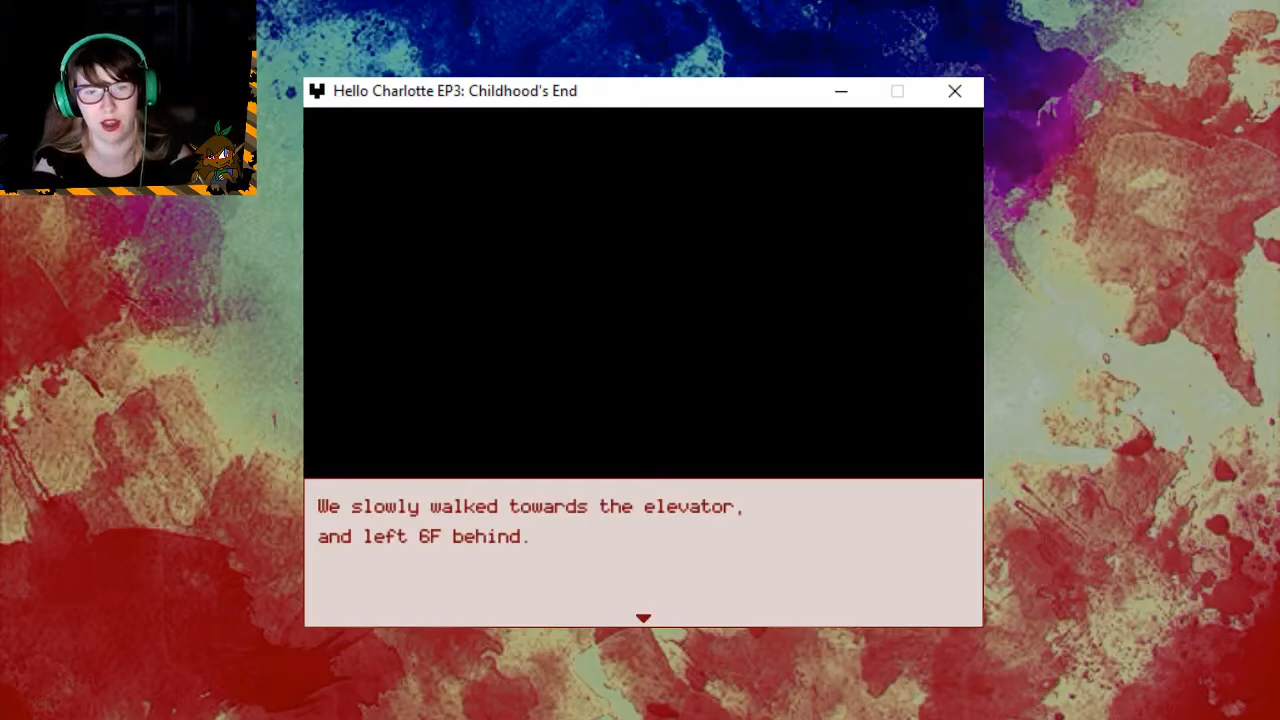 Hello Charlotte EP3: Childhood's End
We slowly walked towards the elevator,
and left 6F behind.